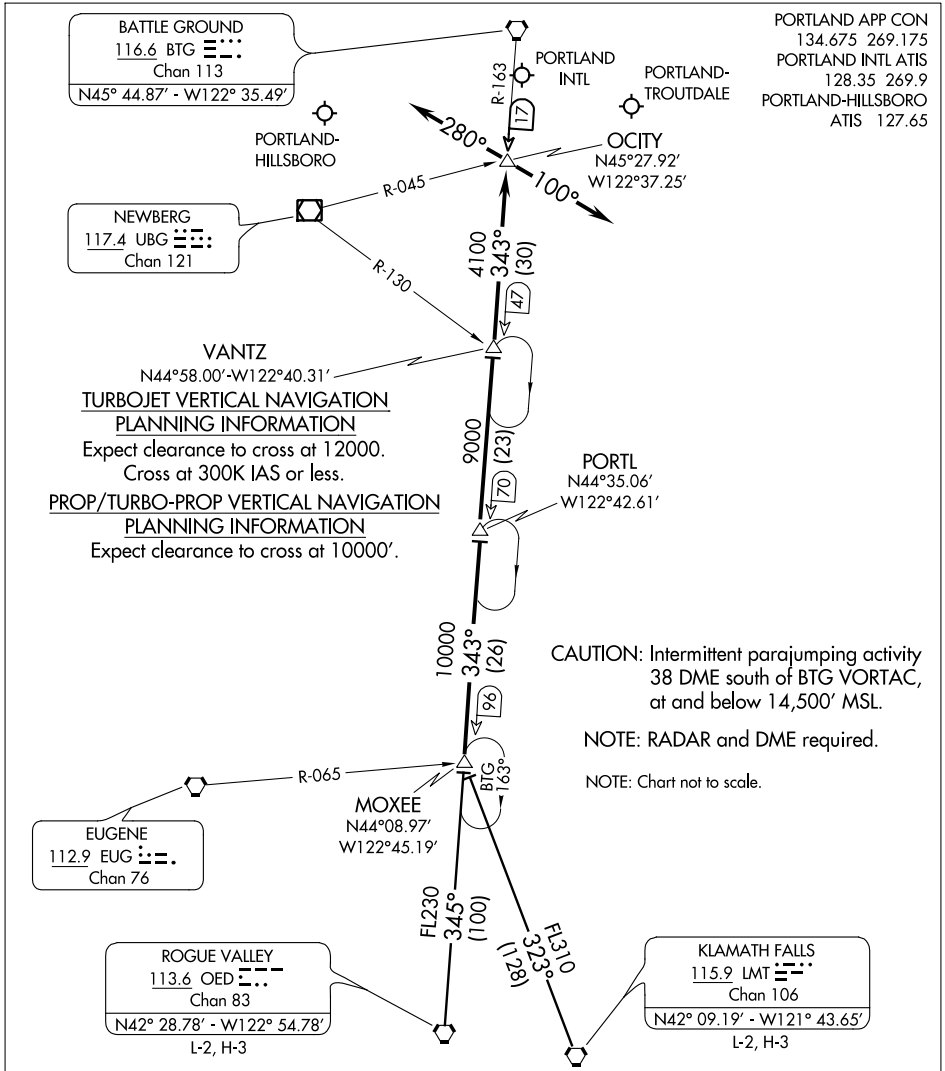 BATTLE GROUND
116.6 BTG
Chan 113
N45° 44.87' - W122° 35.49'
PORTLAND APP CON
134.675 269.175
PORTLAND INTL ATIS
128.35 269.9
PORTLAND-HILLSBORO
ATIS 127.65
R-163
PORTLAND
INTL
PORTLAND-
TROUTDALE
PORTLAND-
HILLSBORO
17
280°
100°
OCITY
N45°27.92'
W122°37.25'
R-045
NEWBERG
117.4 UBG
Chan 121
R-130
4100
343°
(30)
47
VANTZ
N44°58.00'-W122°40.31'
TURBOJET VERTICAL NAVIGATION
PLANNING INFORMATION
Expect clearance to cross at 12000.
Cross at 300K IAS or less.
PROP/TURBO-PROP VERTICAL NAVIGATION
PLANNING INFORMATION
Expect clearance to cross at 10000'.
9000
(23)
70
PORTL
N44°35.06'
W122°42.61'
10000
343°
(26)
96
CAUTION: Intermittent parajumping activity
38 DME south of BTG VORTAC,
at and below 14,500' MSL.
NOTE: RADAR and DME required.
NOTE: Chart not to scale.
R-065
BTG
163°
MOXEE
N44°08.97'
W122°45.19'
EUGENE
112.9 EUG
Chan 76
FL230
345°
(100)
FL310
323°
(128)
ROGUE VALLEY
113.6 OED
Chan 83
N42° 28.78' - W122° 54.78'
L-2, H-3
KLAMATH FALLS
115.9 LMT
Chan 106
N42° 09.19' - W121° 43.65'
L-2, H-3